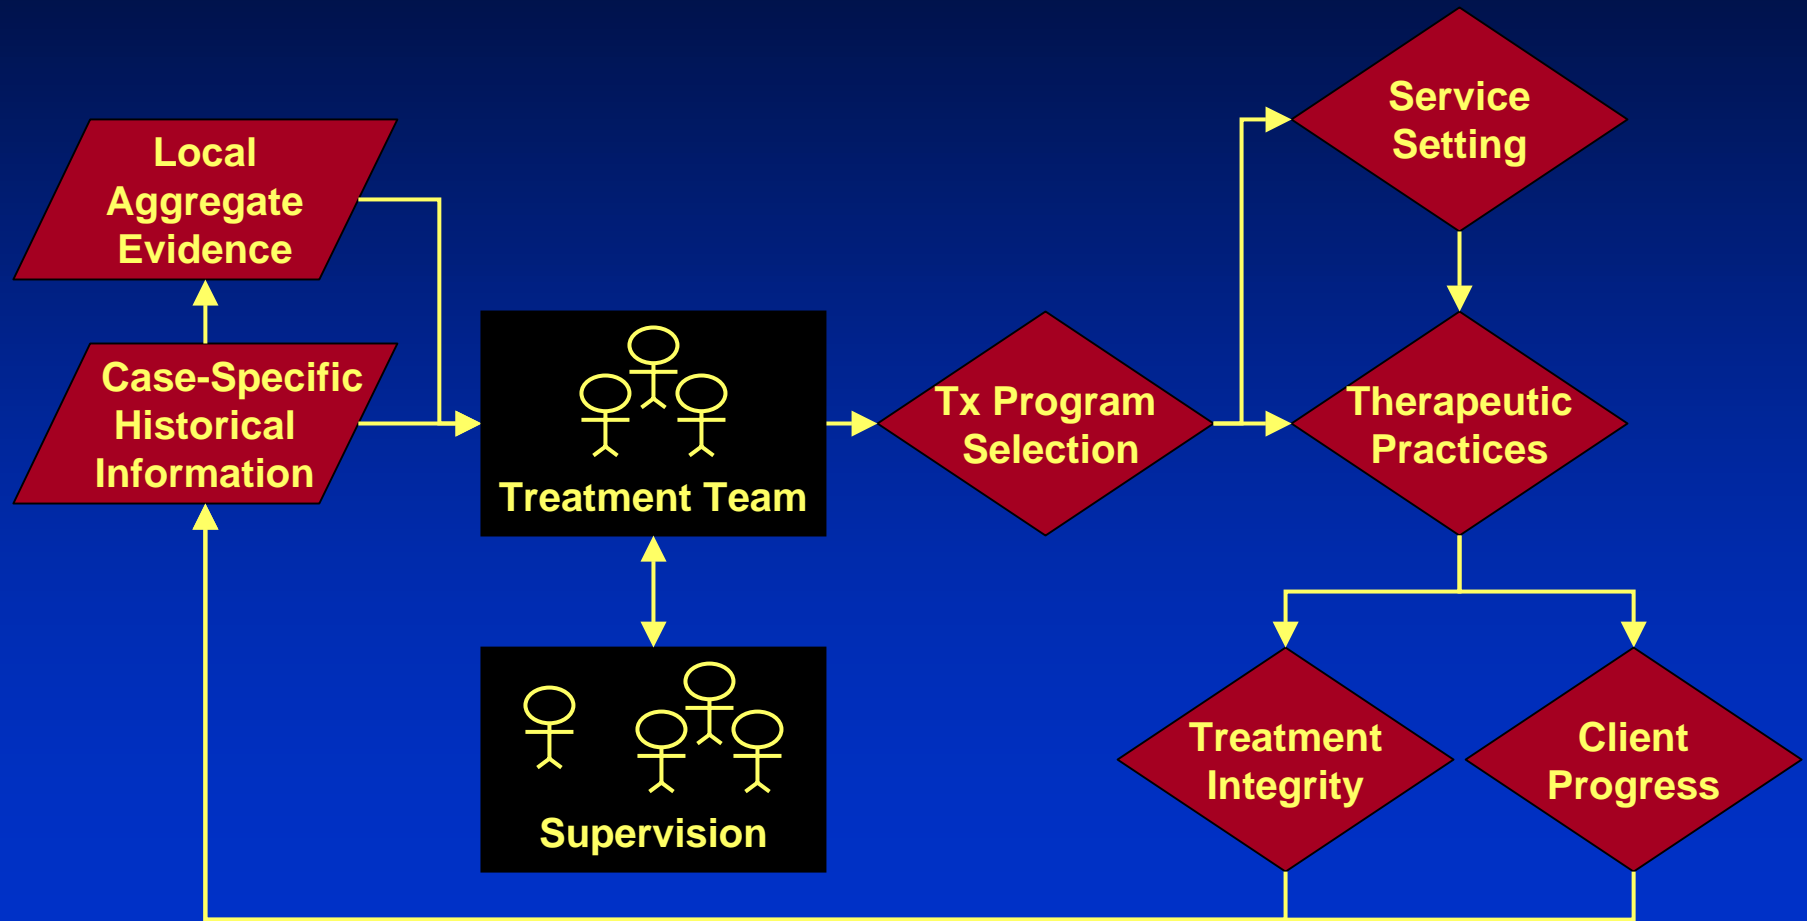 Service
Setting
Local
Aggregate
Evidence
Case-Specific
Historical
Information
Treatment Team
Tx Program
Selection
Therapeutic
Practices
Supervision
Treatment
Integrity
Client
Progress